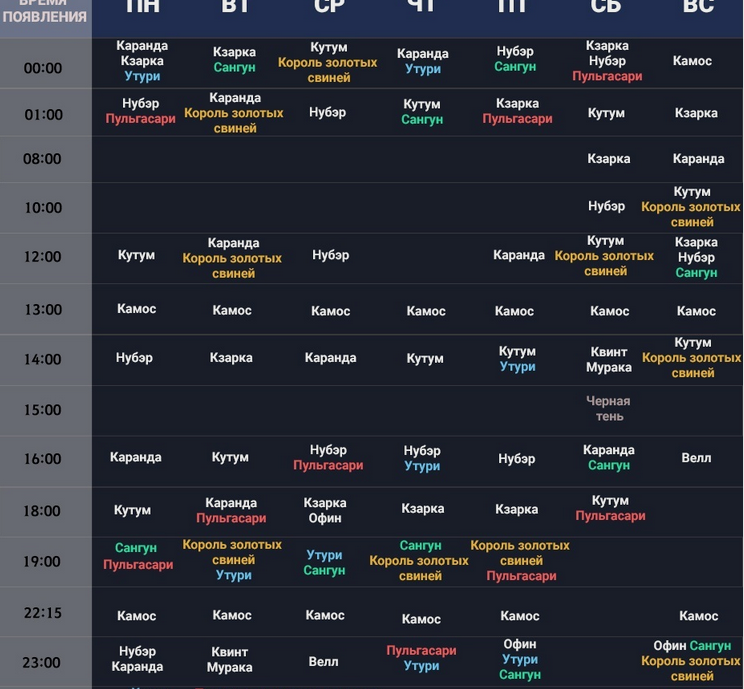 ВРЕМЯ ПОЯВЛЕНИЯ ПН ВТ СР ЧТ ПТ СБ ВС
00:00
Каранда
Кзарка
Утури
Кзарка
Сангун
Кутум
Король золотых
свиней
Каранда
Утури
Нубэр
Сангун
Кзарка
Нубэр
Пульгасари
Камос
01:00
Нубэр
Пульгасари
Каранда
Король золотых
свиней
Нубэр
Кутум
Сангун
Кзарка
Пульгасари
Кутум
Кзарка
08:00
Кзарка
Каранда
10:00
Нубэр
Кутум
Король золотых
свиней
12:00
Кутум
Каранда
Король золотых
свиней
Нубэр
Каранда
Кутум
Король золотых
свиней
Кзарка
Нубэр
Сангун
13:00
Камос
Камос
Камос
Камос
Камос
Камос
Камос
14:00
Нубэр
Кзарка
Каранда
Кутум
Кутум
Утури
Квинт
Мурака
Кутум
Король золотых
свиней
15:00
Черная
тень
16:00
Каранда
Кутум
Нубэр
Пульгасари
Нубэр
Утури
Нубэр
Каранда
Сангун
Велл
18:00
Кутум
Каранда
Пульгасари
Кзарка
Офин
Кзарка
Кзарка
Кутум
Пульгасари
19:00
Сангун
Пульгасари
Король золотых
свиней
Утури
Утури
Сангун
Сангун
Король золотых
свиней
Король золотых
свиней
Пульгасари
22:15
Камос
Камос
Камос
Камос
Камос
Камос
23:00
Нубэр
Каранда
Квинт
Мурака
Велл
Пульгасари
Утури
Офин
Утури
Сангун
Офин Сангун
Король золотых
свиней